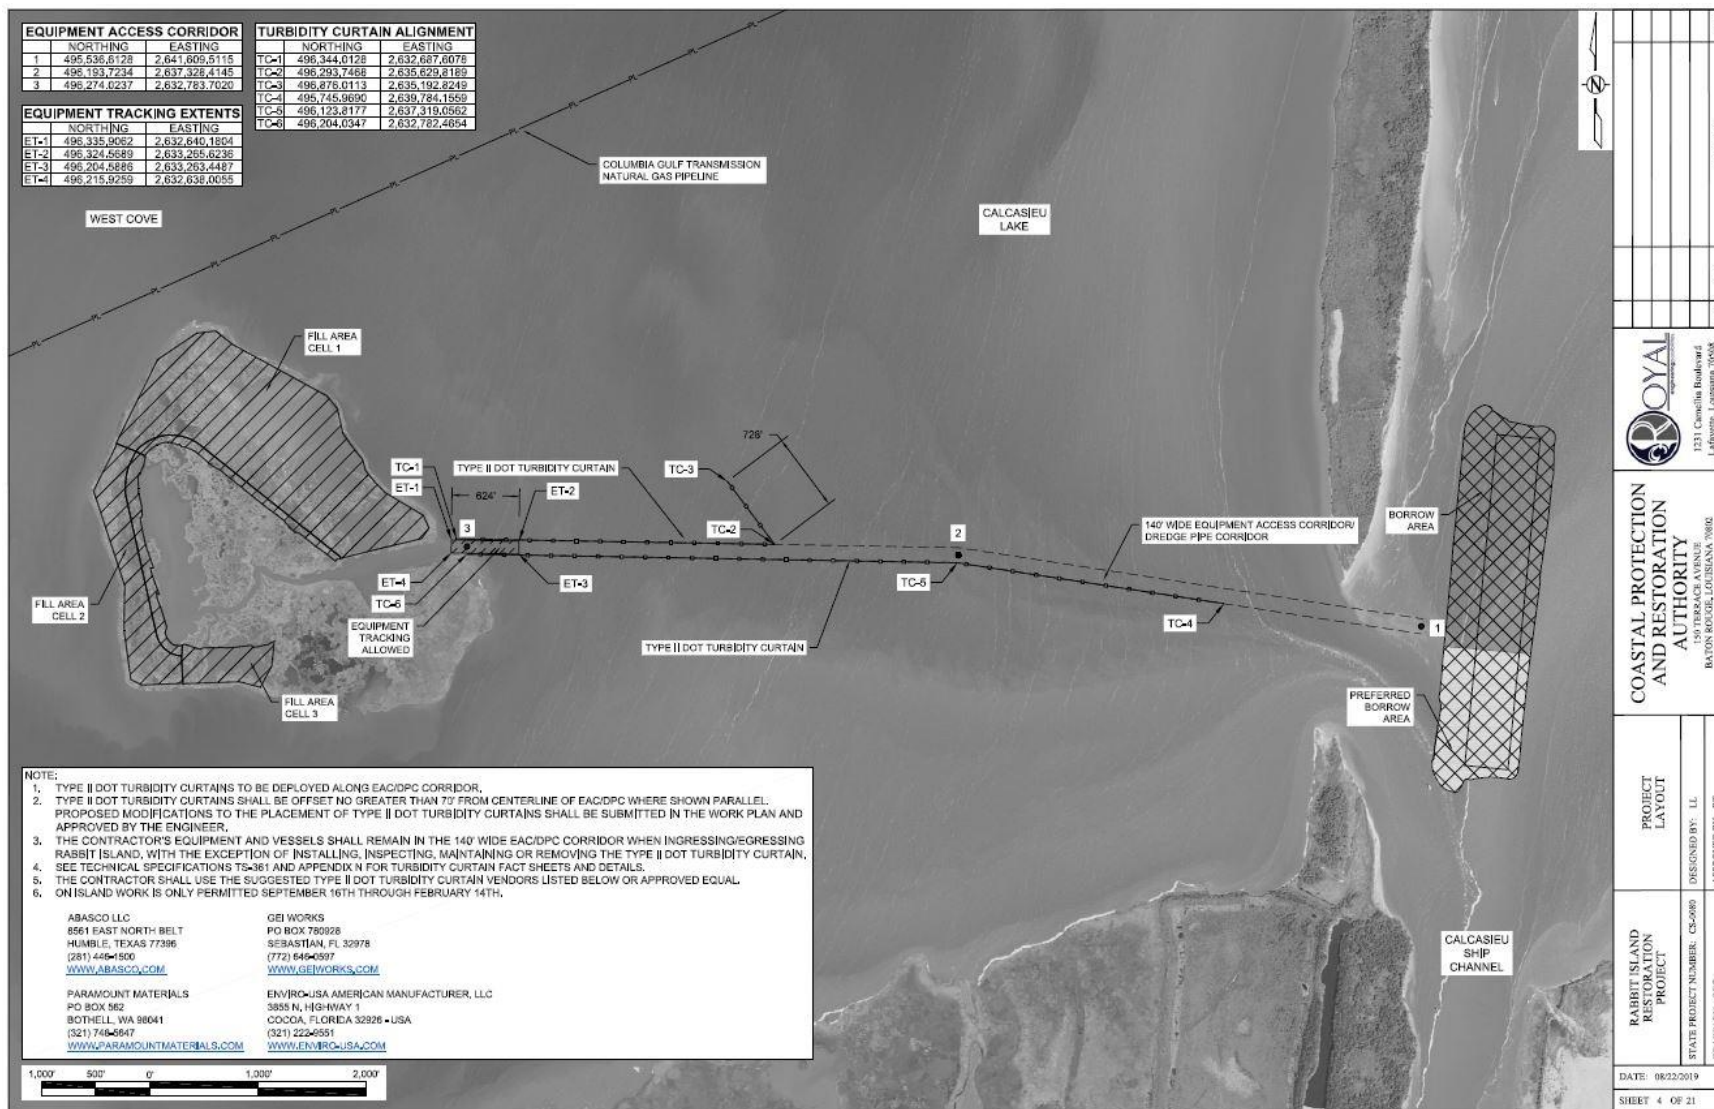 EQUIPMENT ACCESS CORRIDOR
NORTHING EASTING
1 495,536.6128 2,641,609.5115
2 496,193.7234 2,637,328.4145
3 496,274.0237 2,632,783.7020
EQUIPMENT TRACKING EXTENTS
NORTHING EASTING
ET-1 496,335.9062 2,632,640.1804
ET-2 496,324.5689 2,633,265.6236
ET-3 496,204.5886 2,633,263.4487
ET-4 496,215.9259 2,632,638.0055
TURBIDITY CURTAIN ALIGNMENT
NORTHING EASTING
TC-1 496,344.0128 2,632,687.6078
TC-2 496,293.7468 2,635,629.8189
TC-3 496,876.0113 2,635,192.8249
TC-4 495,745.9690 2,639,784.1559
TC-5 496,123.8177 2,637,319.0562
TC-6 496,204.0347 2,632,782.4654
COLUMBIA GULF TRANSMISSION
NATURAL GAS PIPELINE
PL
PL
PL
PL
PL
PL
PL
PL
WEST COVE
CALCASIEU
LAKE
FILL AREA
CELL 1
728'
TC-1
TYPE II DOT TURBIDITY CURTAIN
TC-3
ET-1
624'
ET-2
3
TC-2
2
140' WIDE EQUIPMENT ACCESS CORRIDOR/
DREDGE PIPE CORRIDOR
BORROW
AREA
ET-4
ET-3
TC-5
TC-6
FILL AREA
CELL 2
EQUIPMENT
TRACKING
ALLOWED
TYPE II DOT TURBIDITY CURTAIN
TC-4
1
FILL AREA
CELL 3
PREFERRED
BORROW
AREA
NOTE:
1. TYPE II DOT TURBIDITY CURTAINS TO BE DEPLOYED ALONG EAC/DPC CORRIDOR.
2. TYPE II DOT TURBIDITY CURTAINS SHALL BE OFFSET NO GREATER THAN 70' FROM CENTERLINE OF EAC/DPC WHERE SHOWN PARALLEL.
PROPOSED MODIFICATIONS TO THE PLACEMENT OF TYPE II DOT TURBIDITY CURTAINS SHALL BE SUBMITTED IN THE WORK PLAN AND
APPROVED BY THE ENGINEER.
3. THE CONTRACTOR'S EQUIPMENT AND VESSELS SHALL REMAIN IN THE 140' WIDE EAC/DPC CORRIDOR WHEN INGRESSING/EGRESSING
RABBIT ISLAND, WITH THE EXCEPTION OF INSTALLING, INSPECTING, MAINTAINING OR REMOVING THE TYPE II DOT TURBIDITY CURTAIN.
4. SEE TECHNICAL SPECIFICATIONS TS-361 AND APPENDIX N FOR TURBIDITY CURTAIN FACT SHEETS AND DETAILS.
5. THE CONTRACTOR SHALL USE THE SUGGESTED TYPE II DOT TURBIDITY CURTAIN VENDORS LISTED BELOW OR APPROVED EQUAL.
6. ON ISLAND WORK IS ONLY PERMITTED SEPTEMBER 16TH THROUGH FEBRUARY 14TH.
ABASCO LLC
8561 EAST NORTH BELT
HUMBLE, TEXAS 77396
(281) 446-1500
WWW.ABASCO.COM
GEI WORKS
PO BOX 780928
SEBASTIAN, FL 32978
(772) 646-0597
WWW.GEIWORKS.COM
PARAMOUNT MATERIALS
PO BOX 562
BOTHELL, WA 98041
(321) 748-5647
WWW.PARAMOUNTMATERIALS.COM
ENVIRO-USA AMERICAN MANUFACTURER, LLC
3855 N. HIGHWAY 1
COCOA, FLORIDA 32926 - USA
(321) 222-9551
WWW.ENVIRO-USA.COM
CALCASIEU
SHIP
CHANNEL
1,000' 500' 0' 1,000' 2,000'
N
ROYAL
1231 Camellia Boulevard
Lafayette, Louisiana 70508
COASTAL PROTECTION
AND RESTORATION
AUTHORITY
150 TERRACE AVENUE
BATON ROUGE, LOUISIANA 70802
PROJECT
LAYOUT
DESIGNED BY: LL
RABBIT ISLAND
RESTORATION
PROJECT
STATE PROJECT NUMBER: CS-0080
DATE: 08/22/2019
SHEET 4 OF 21